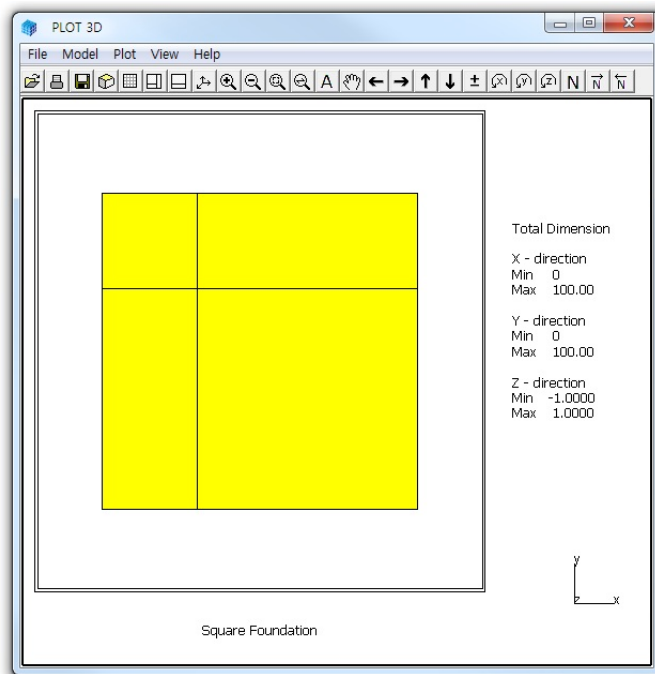 PLOT 3D
File Model Plot View Help
A ± (x) (y) (z) N N N
Total Dimension
X - direction
Min 0
Max 100.00
Y - direction
Min 0
Max 100.00
Z - direction
Min -1.0000
Max 1.0000
y
z x
Square Foundation